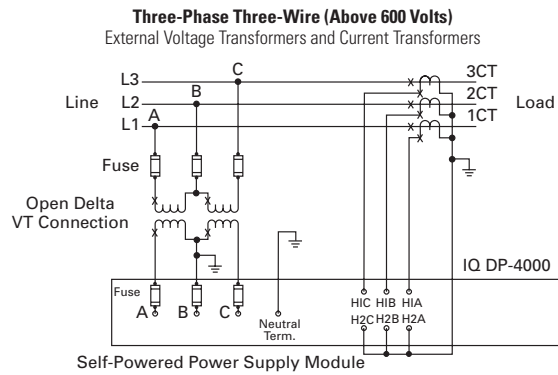 Three-Phase Three-Wire (Above 600 Volts)
External Voltage Transformers and Current Transformers
C
L3
3CT
B
2CT
Line
L2
Load
A
1CT
L1
Fuse
Open Delta
VT Connection
IQ DP-4000
Fuse
HIC HIB HIA
A B C
H2C H2B H2A
Neutral
Term.
Self-Powered Power Supply Module